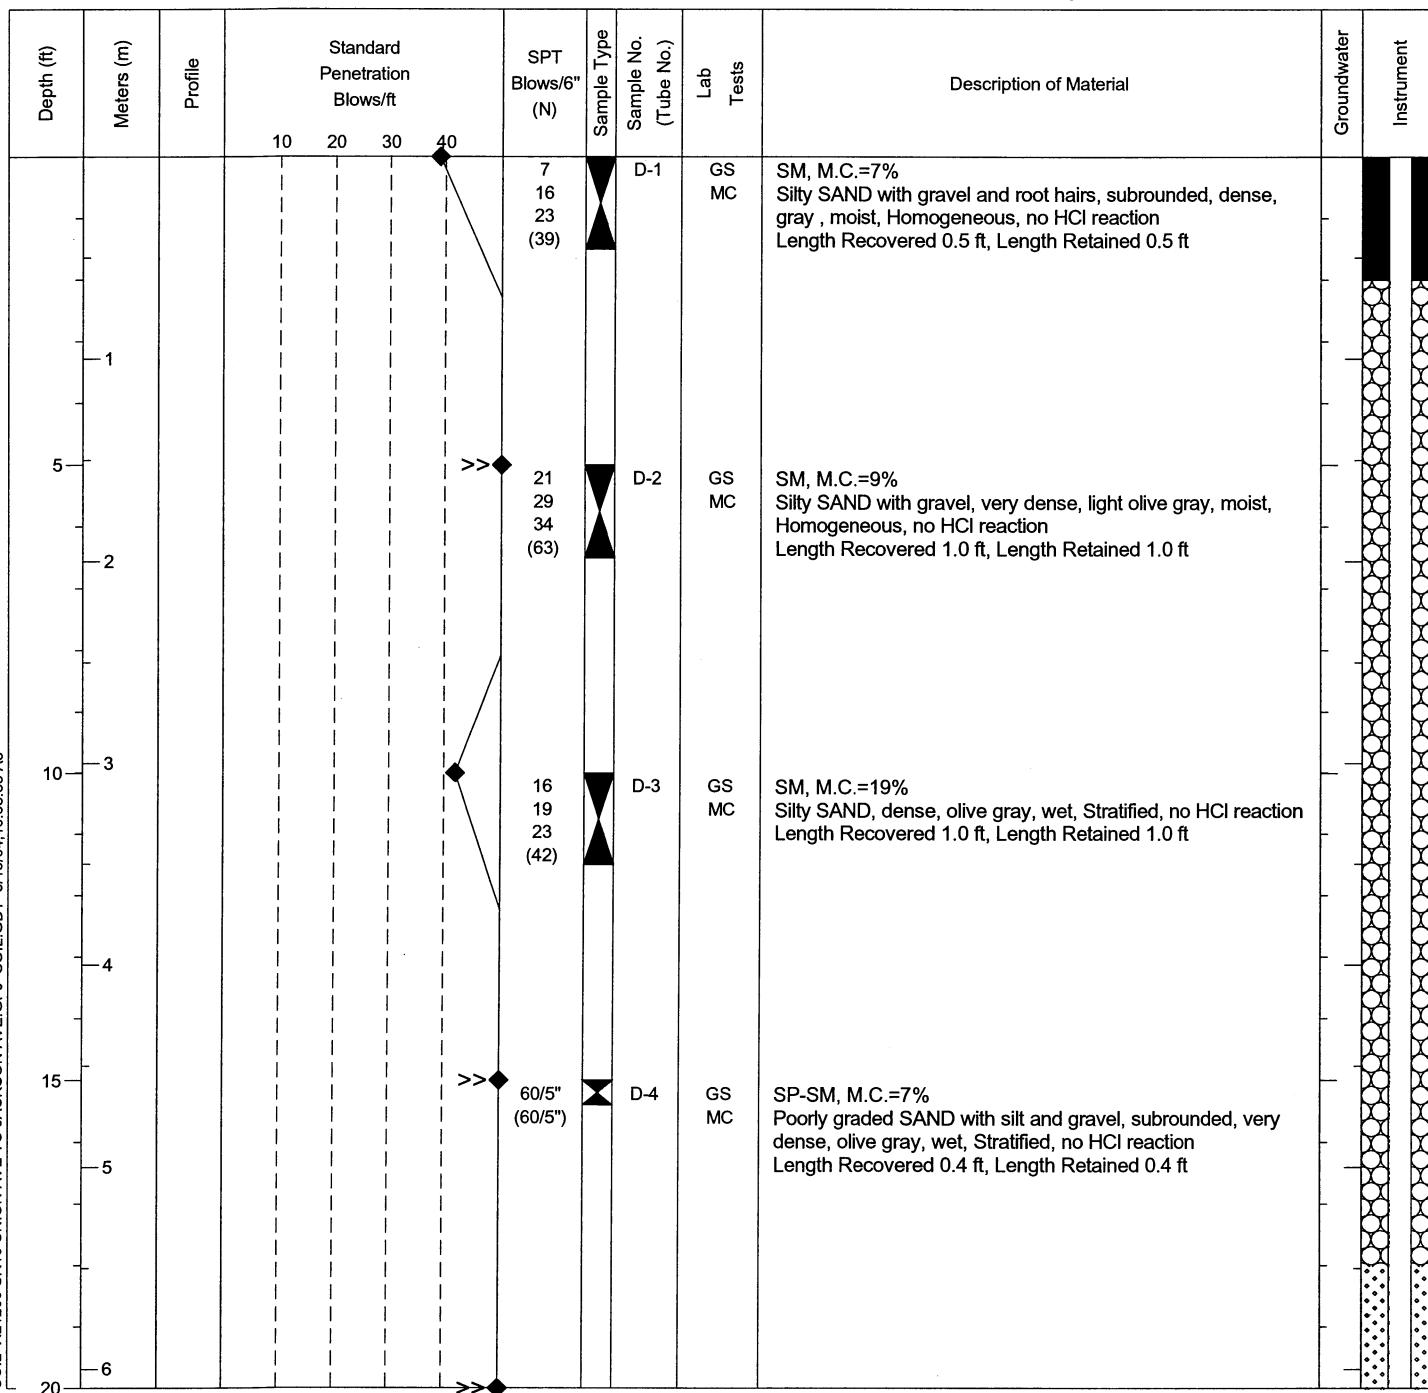 Depth (ft)
Meters (m)
Profile
Standard
Penetration
Blows/ft
10 20 30 40
SPT
Blows/6"
(N)
Sample Type
Sample No.
(Tube No.)
Lab
Tests
Description of Material
Groundwater
Instrument
7
16
23
(39)
D-1
GS
MC
SM, M.C.=7%
Silty SAND with gravel and root hairs, subrounded, dense,
gray , moist, Homogeneous, no HCl reaction
Length Recovered 0.5 ft, Length Retained 0.5 ft
1
5
>>
21
29
34
(63)
D-2
GS
MC
SM, M.C.=9%
Silty SAND with gravel, very dense, light olive gray, moist,
Homogeneous, no HCl reaction
Length Recovered 1.0 ft, Length Retained 1.0 ft
2
3
10
16
19
23
(42)
D-3
GS
MC
SM, M.C.=19%
Silty SAND, dense, olive gray, wet, Stratified, no HCl reaction
Length Recovered 1.0 ft, Length Retained 1.0 ft
4
15
>>
60/5"
(60/5")
D-4
GS
MC
SP-SM, M.C.=7%
Poorly graded SAND with silt and gravel, subrounded, very
dense, olive gray, wet, Stratified, no HCl reaction
Length Recovered 0.4 ft, Length Retained 0.4 ft
5
6
20
>>